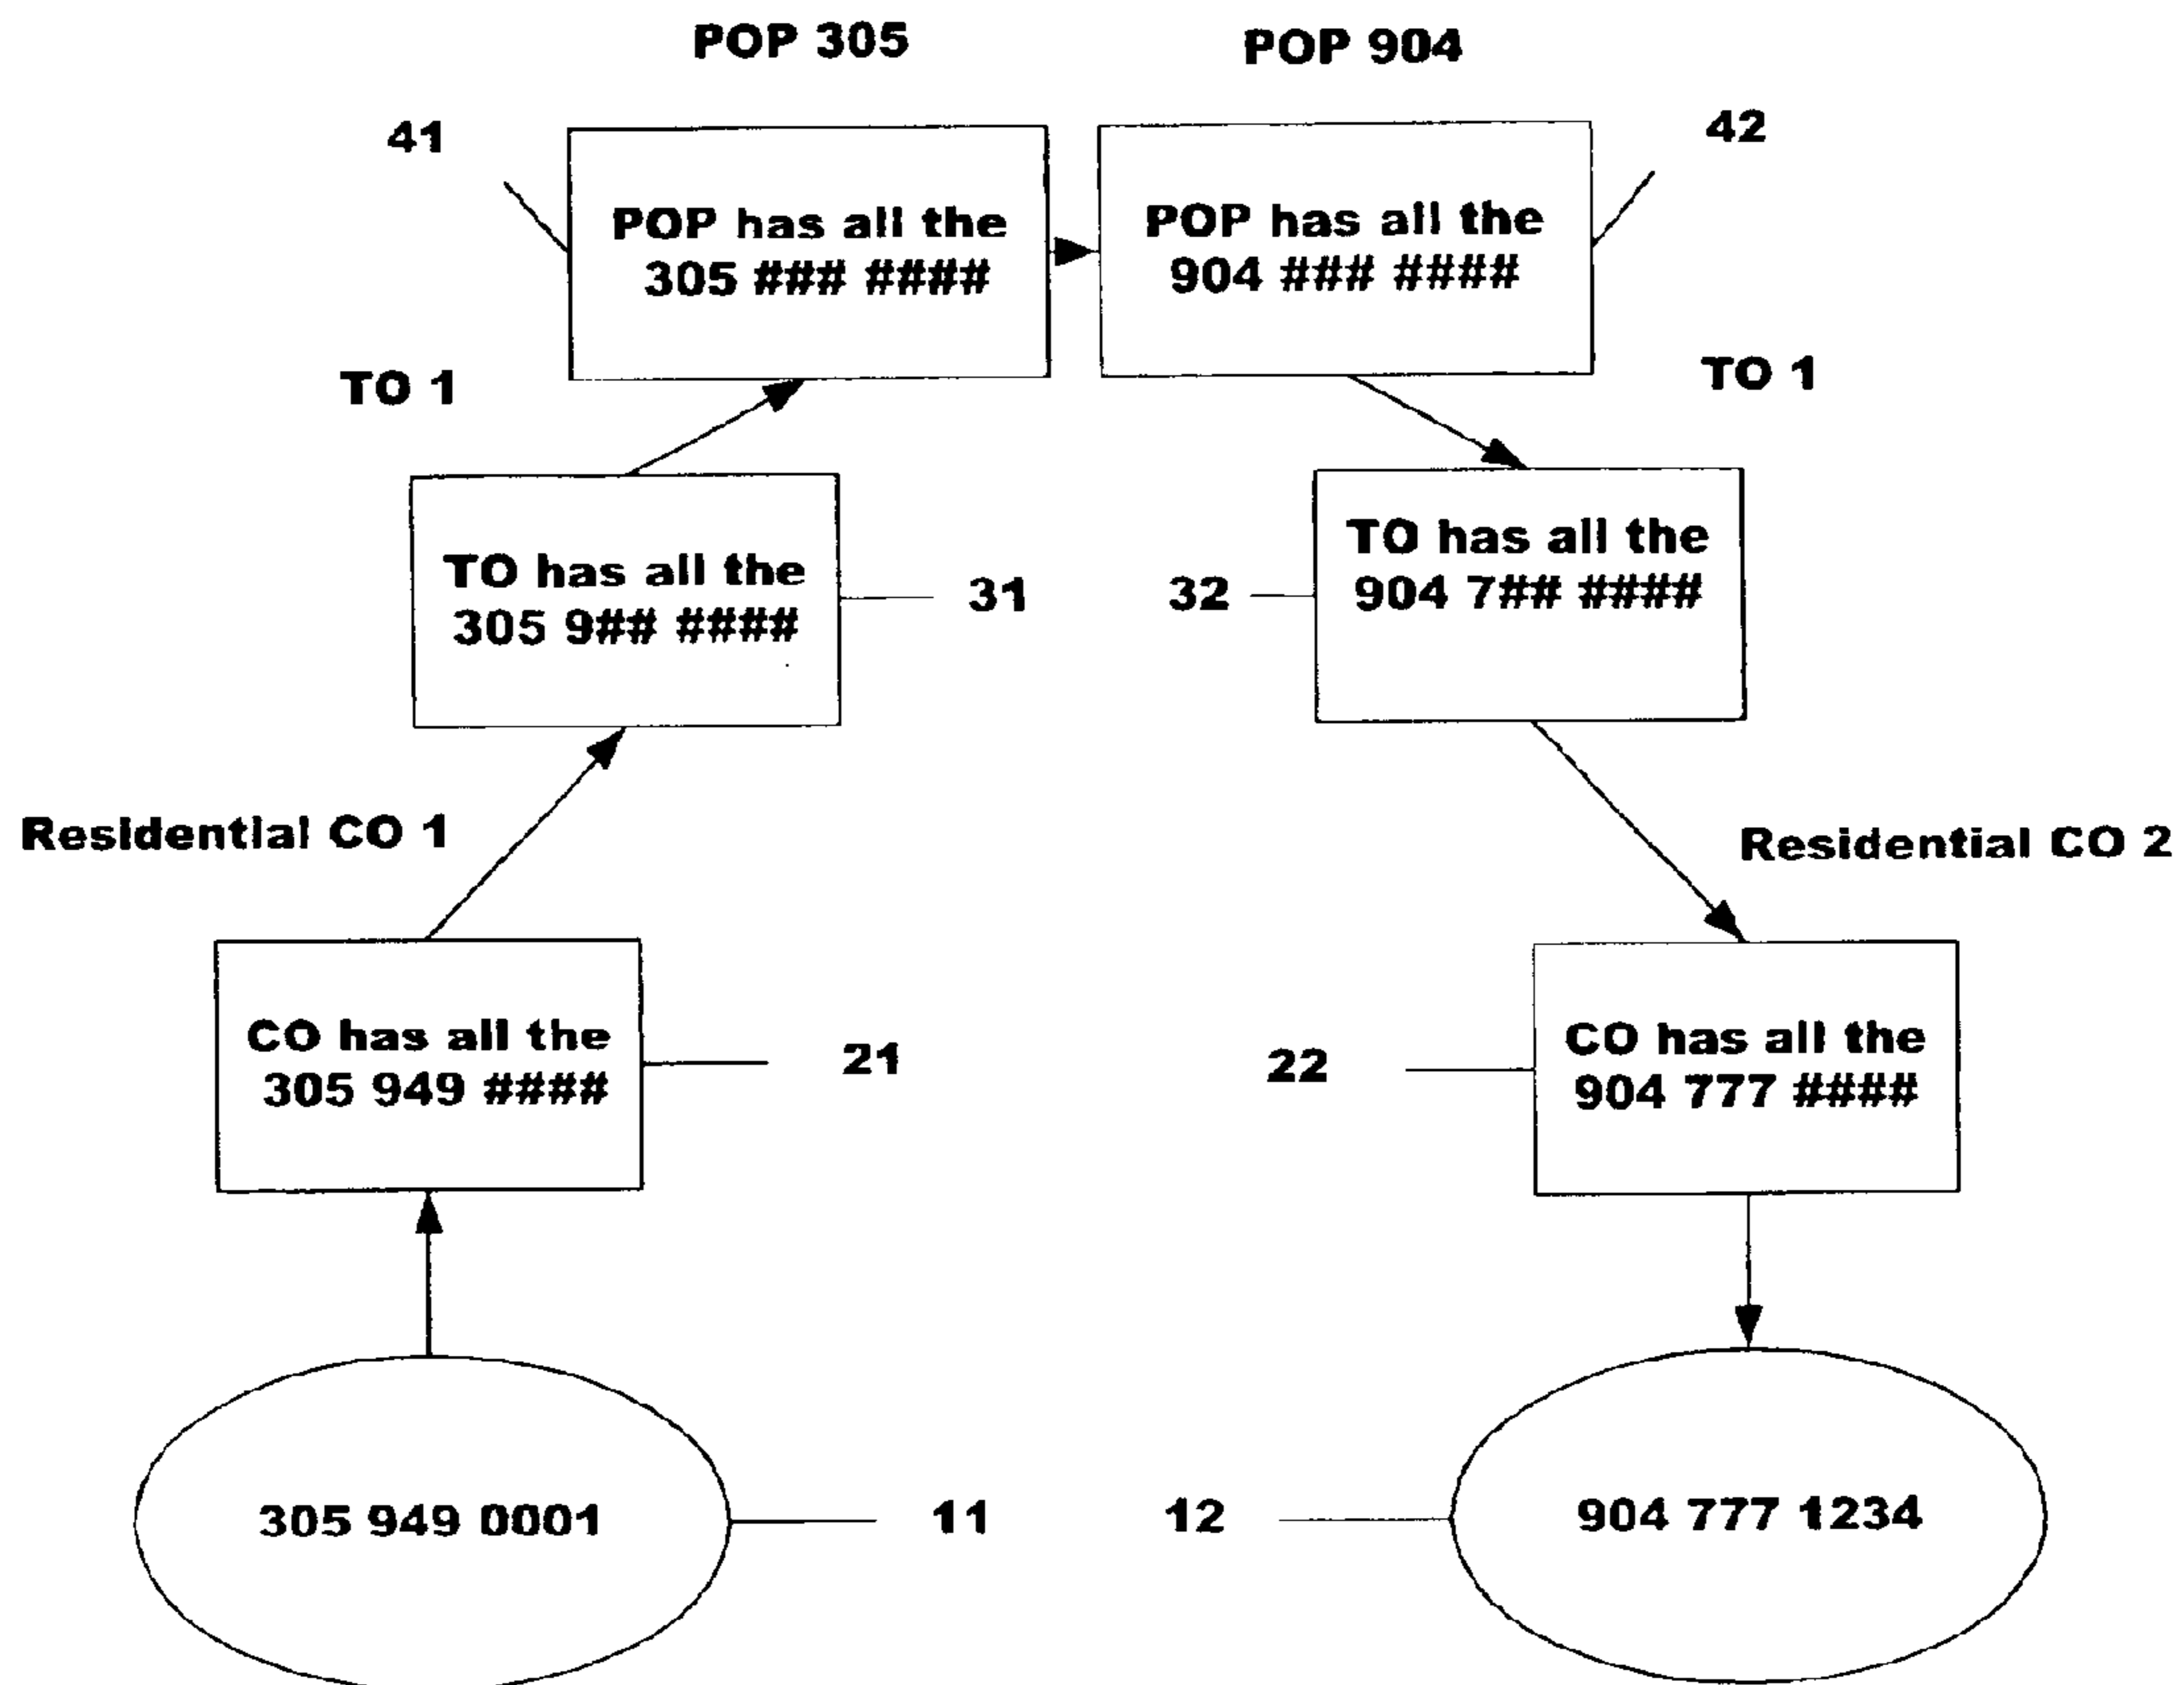 POP 305
POP 904
41
42
POP has all the
305 ### ####
POP has all the
904 ### ####
TO 1
TO 1
TO has all the
305 9## ####
31
32
TO has all the
904 7## ####
Residential CO 1
Residential CO 2
CO has all the
305 949 ####
21
22
CO has all the
904 777 ####
305 949 0001
11
12
904 777 1234